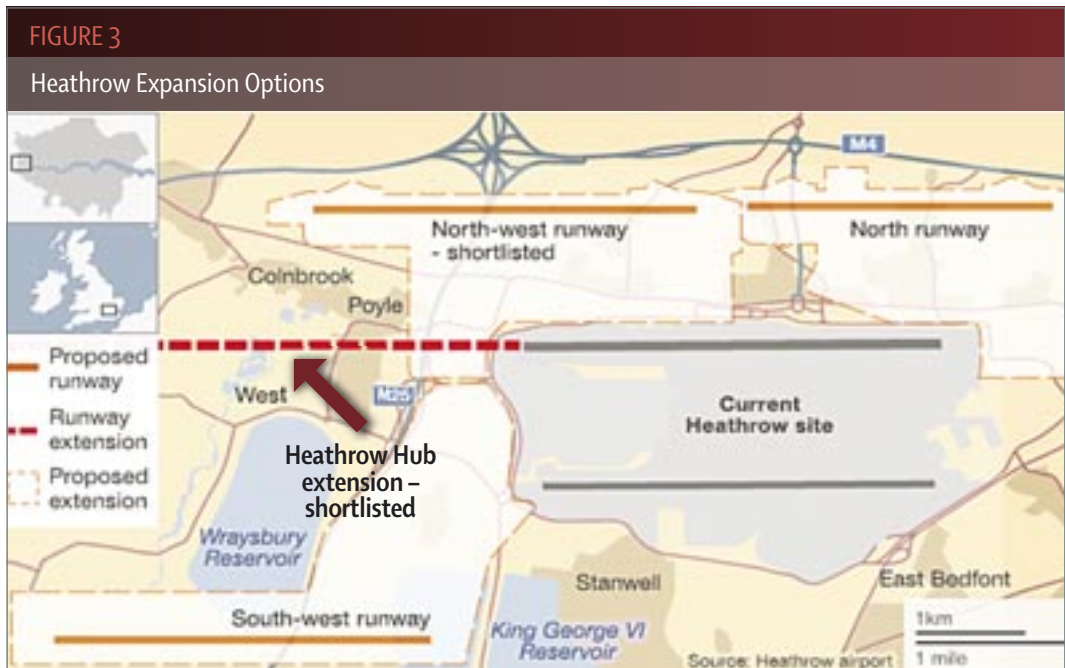 FIGURE 3
Heathrow Expansion Options
M4
North-west runway
- shortlisted
North runway
Colnbrook
Poyle
Proposed
runway
West
M25
Runway
extension
Current
Heathrow site
Heathrow Hub
extension –
shortlisted
Proposed
extension
Wraysbury
Reservoir
Stanwell
East Bedfont
South-west runway
King George VI
Reservoir
1km
Source: Heathrow airport
1 mile